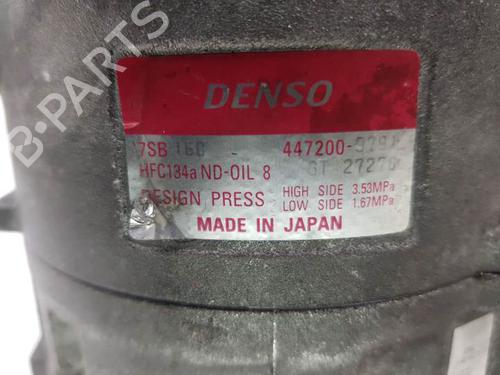 DENSO
7SB 16C - 447200-
HFC134a ND-OIL 8 GT
DESIGN PRESS HIGH SIDE 3.53MPa
LOW SIDE 1.67MPa
MADE IN JAPAN